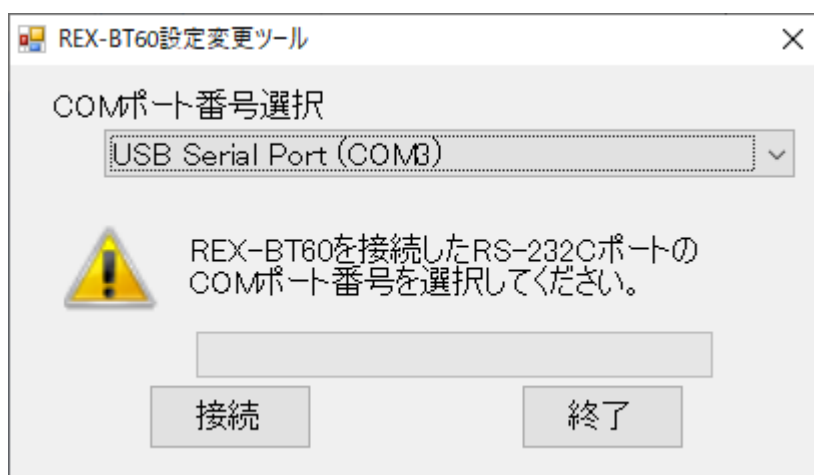 REX-BT60設定変更ツール
COMポート番号選択
USB Serial Port (COM3)
REX-BT60を接続したRS-232Cポートの
COMポート番号を選択してください。
接続
終了